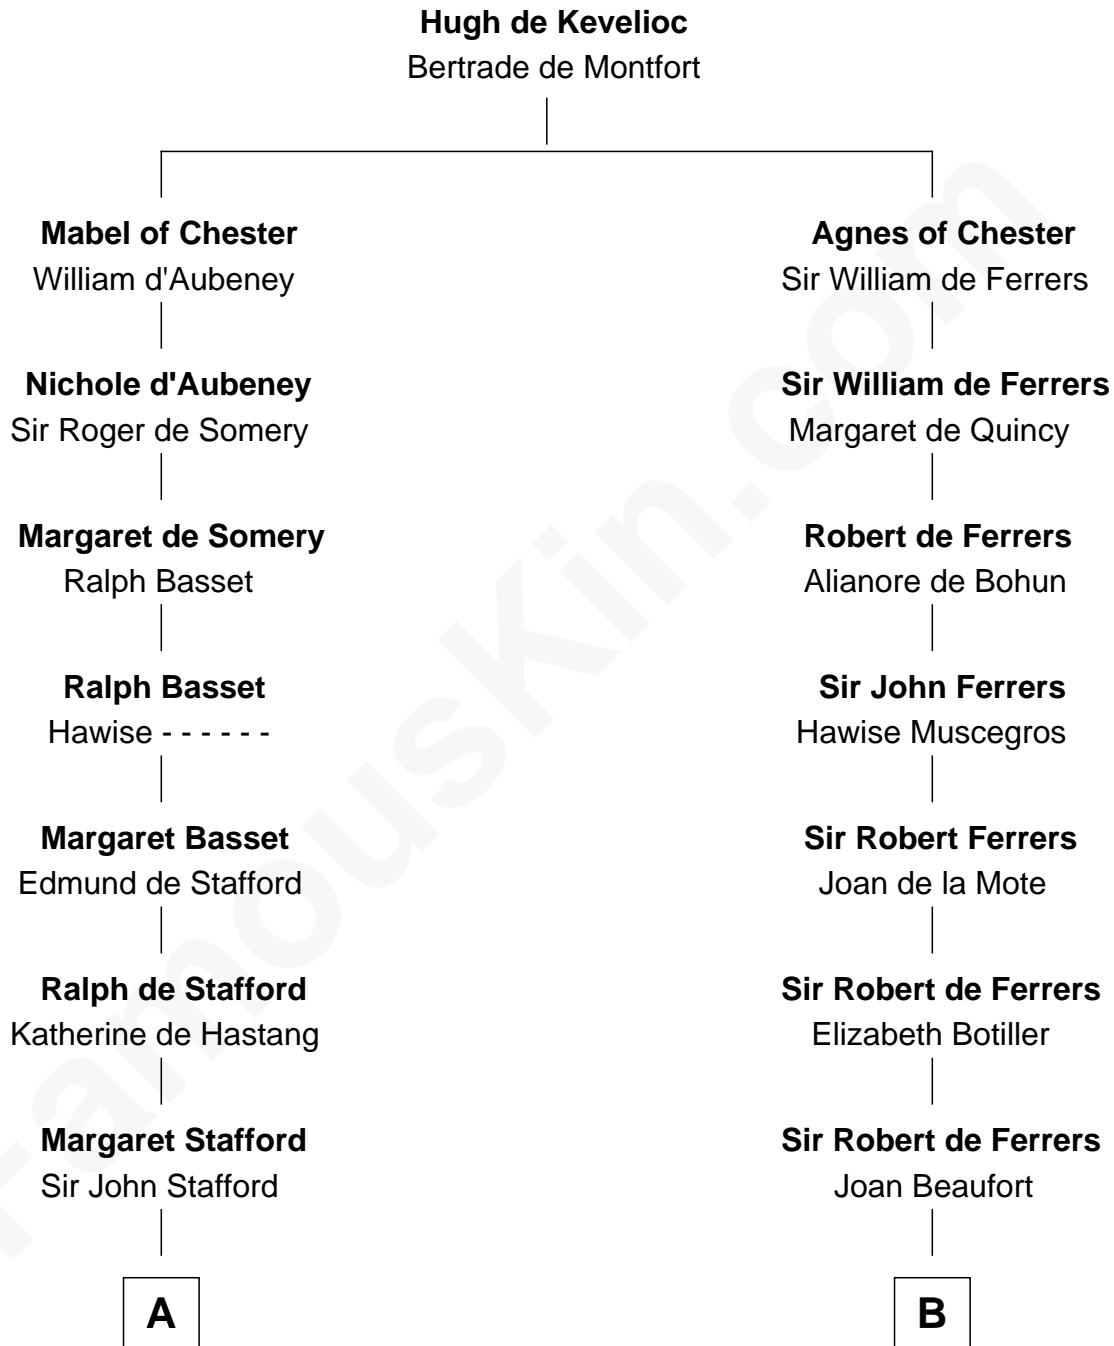 Hugh de Kevelioc
Bertrade de Montfort
Mabel of Chester
William d'Aubeney
Agnes of Chester
Sir William de Ferrers
Nichole d'Aubeney
Sir Roger de Somery
Sir William de Ferrers
Margaret de Quincy
Margaret de Somery
Ralph Basset
Robert de Ferrers
Alianore de Bohun
Ralph Basset
Hawise - - - - - -
Sir John Ferrers
Hawise Muscegros
Margaret Basset
Edmund de Stafford
Sir Robert Ferrers
Joan de la Mote
Ralph de Stafford
Katherine de Hastang
Sir Robert de Ferrers
Elizabeth Botiller
Margaret Stafford
Sir John Stafford
Sir Robert de Ferrers
Joan Beaufort
A
B
FamousKin.com